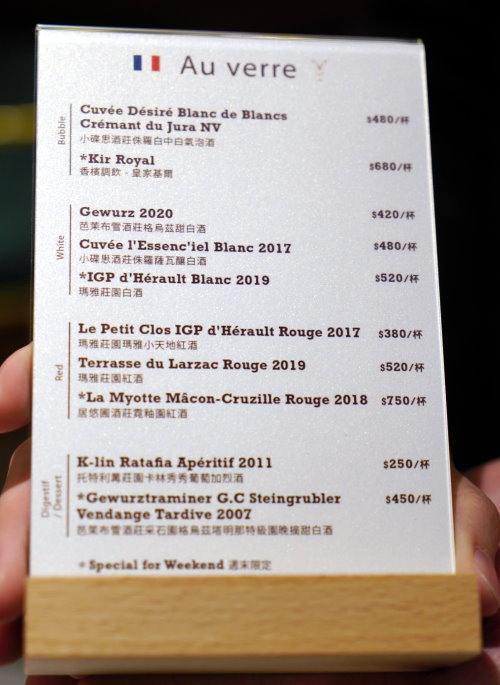 Au verre
Bubble
Cuvée Désiré Blanc de Blancs
Crémant du Jura NV
$480/杯
小碟思酒莊侏羅白中白氣泡酒
*Kir Royal
$680/杯
香檳調飲 - 皇家基爾
White
Gewurz 2020
$420/杯
芭茉布雪酒莊格烏茲甜白酒
Cuvée l'Essenc'iel Blanc 2017
$480/杯
小碟思酒莊侏羅薩瓦釀白酒
*IGP d'Hérault Blanc 2019
$520/杯
瑪雅莊園白酒
Red
Le Petit Clos IGP d'Hérault Rouge 2017
$380/杯
瑪雅莊園瑪雅小天地紅酒
Terrasse du Larzac Rouge 2019
$520/杯
瑪雅莊園紅酒
*La Myotte Mâcon-Cruzille Rouge 2018
$750/杯
居悠圃酒莊霓釉園紅酒
Digestif
/ Dessert
K-lin Ratafia Apéritif 2011
$250/杯
托特利萬莊園卡林秀秀葡萄加烈酒
*Gewurztraminer G.C Steingrubler
Vendange Tardive 2007
$450/杯
芭茉布雪酒莊采石園格烏茲塔明那特級園晚摘甜白酒
*Special for Weekend 週末限定